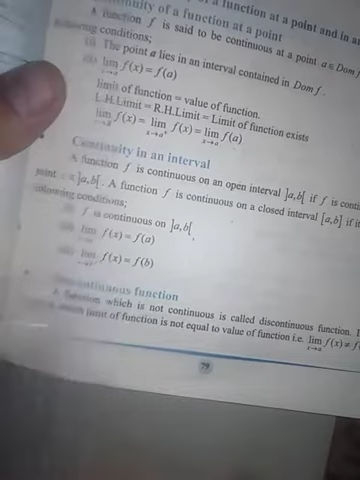 of a function at a point and in an
uity of a function at a point
A function f is said to be continuous at a point a ∈ Dom f
following conditions;
(i) The point a lies in an interval contained in Dom f.
lim f(x) = f(a)
x→a
limit of function = value of function.
L.H.Limit = R.H.Limit = Limit of function exists
lim f(x) = lim f(x) = lim f(a)
x→a⁺ x→a
Continuity in an interval
A function f is continuous on an open interval ]a,b[ if f is conti
point ]a,b[. A function f is continuous on a closed interval [a,b] if it
following conditions;
f is continuous on ]a,b[,
lim f(x) = f(a)
lim f(x) = f(b)
Discontinuous function
A function which is not continuous is called discontinuous function.
limit of function is not equal to value of function i.e. lim f(x) ≠ f
x→a
79